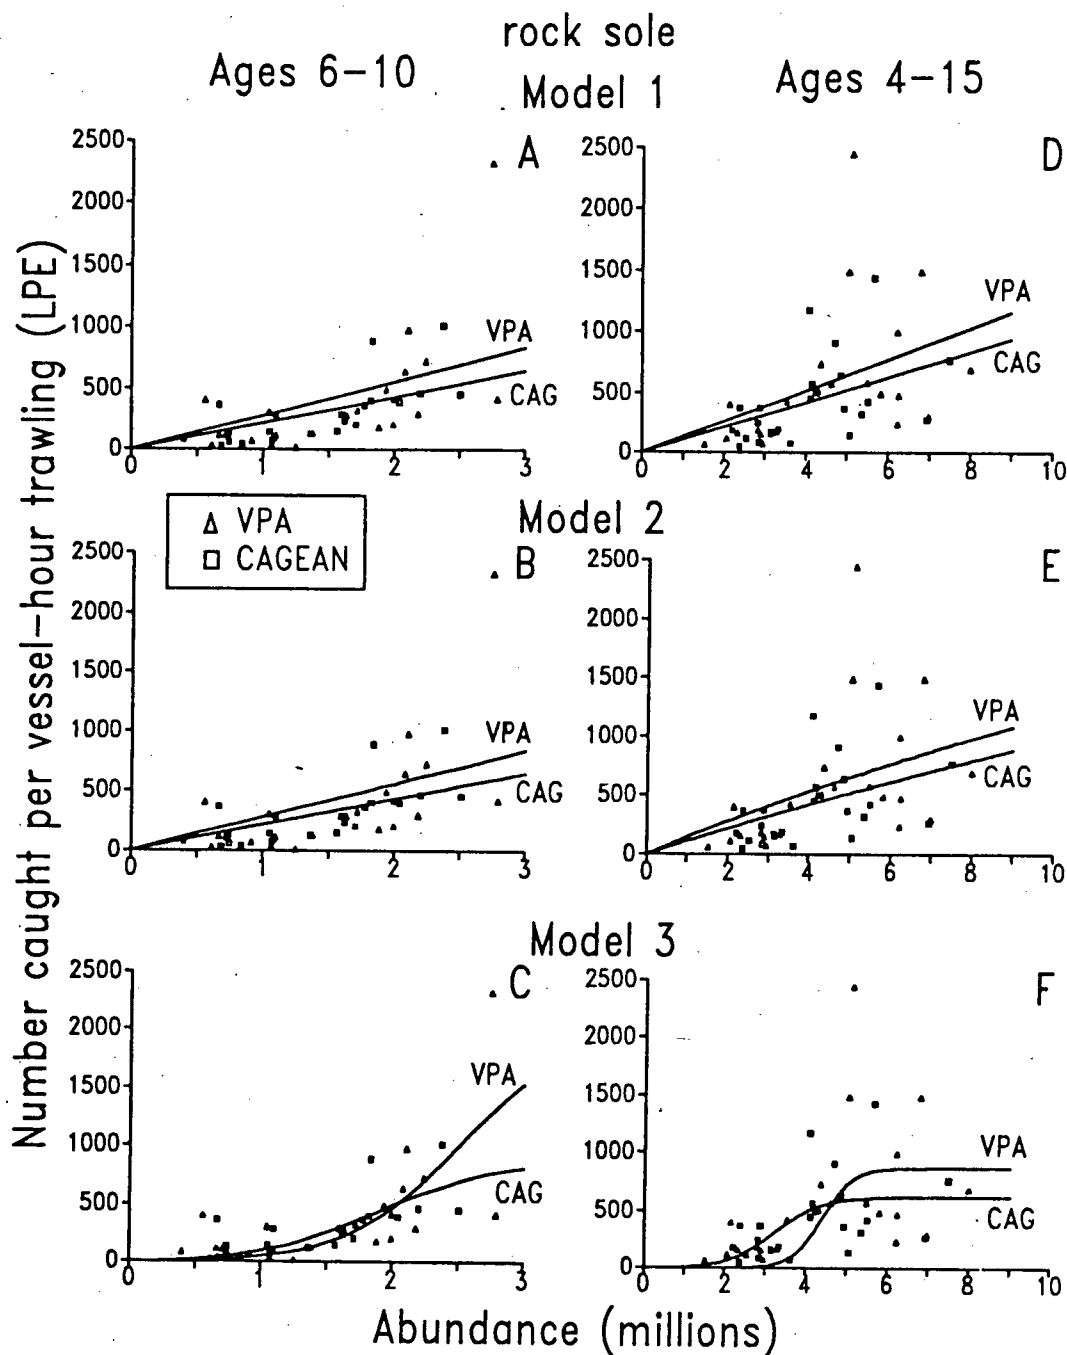 rock sole
Ages 6-10
Ages 4-15
Model 1
Number caught per vessel-hour trawling (LPE)
A
2500
2000
1500
1000
500
0
VPA
CAG
0 1 2 3
D
2500
2000
1500
1000
500
0
VPA
CAG
0 2 4 6 8 10
VPA
CAGEAN
Model 2
B
2500
2000
1500
1000
500
0
VPA
CAG
0 1 2 3
E
2500
2000
1500
1000
500
0
VPA
CAG
0 2 4 6 8 10
Model 3
C
2500
2000
1500
1000
500
0
VPA
CAG
0 1 2 3
F
2500
2000
1500
1000
500
0
VPA
CAG
0 2 4 6 8 10
Abundance (millions)